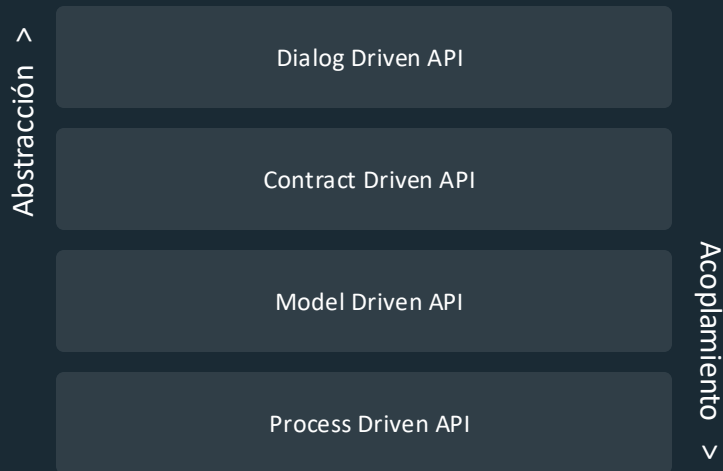 Abstracción >
Dialog Driven API
Contract Driven API
Model Driven API
Process Driven API
Acoplamiento >